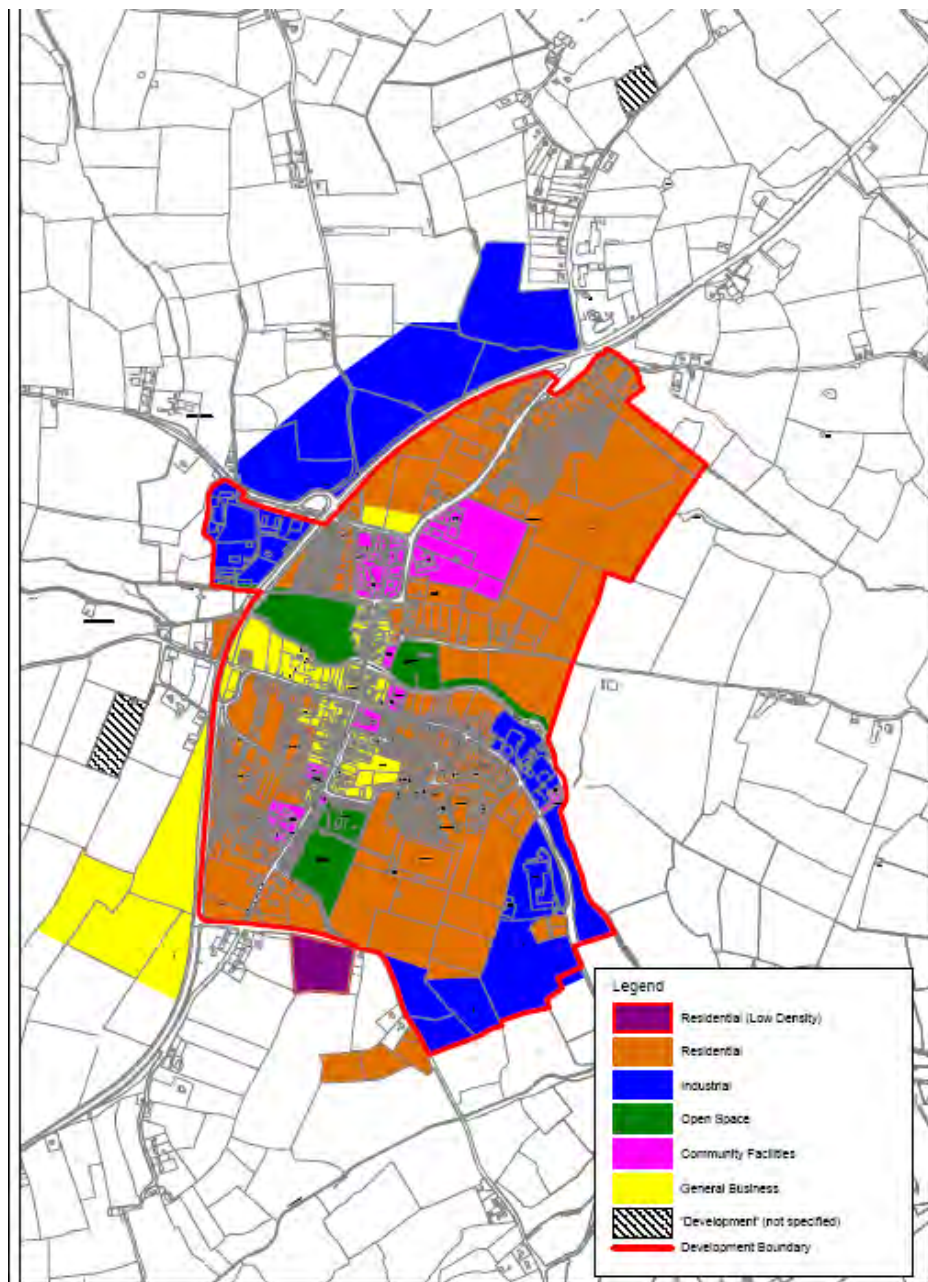 Legend
Residential (Low Density)
Residential
Industrial
Open Space
Community Facilities
General Business
'Development' (not specified)
Development Boundary